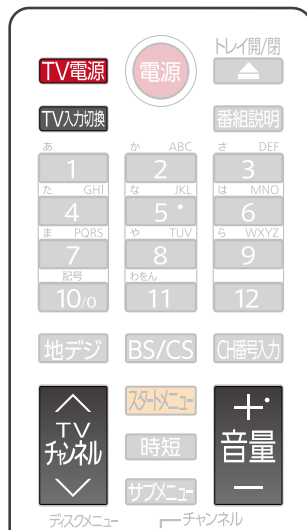 トレイ開/閉
TV電源 電源
TV入力切換 番組説明
あ か ABC さ DEF
1 2 3
た GHI な JKL は MNO
4 5 6
ま PQRS や TUV ら WXYZ
7 8 9
記号 わをん
10/0 11 12
地デジ BS/CS CH番号入力
TV チャンネル スタートメニュー + 音量 −
時短
サブメニュー
ディスクメニュー チャンネル